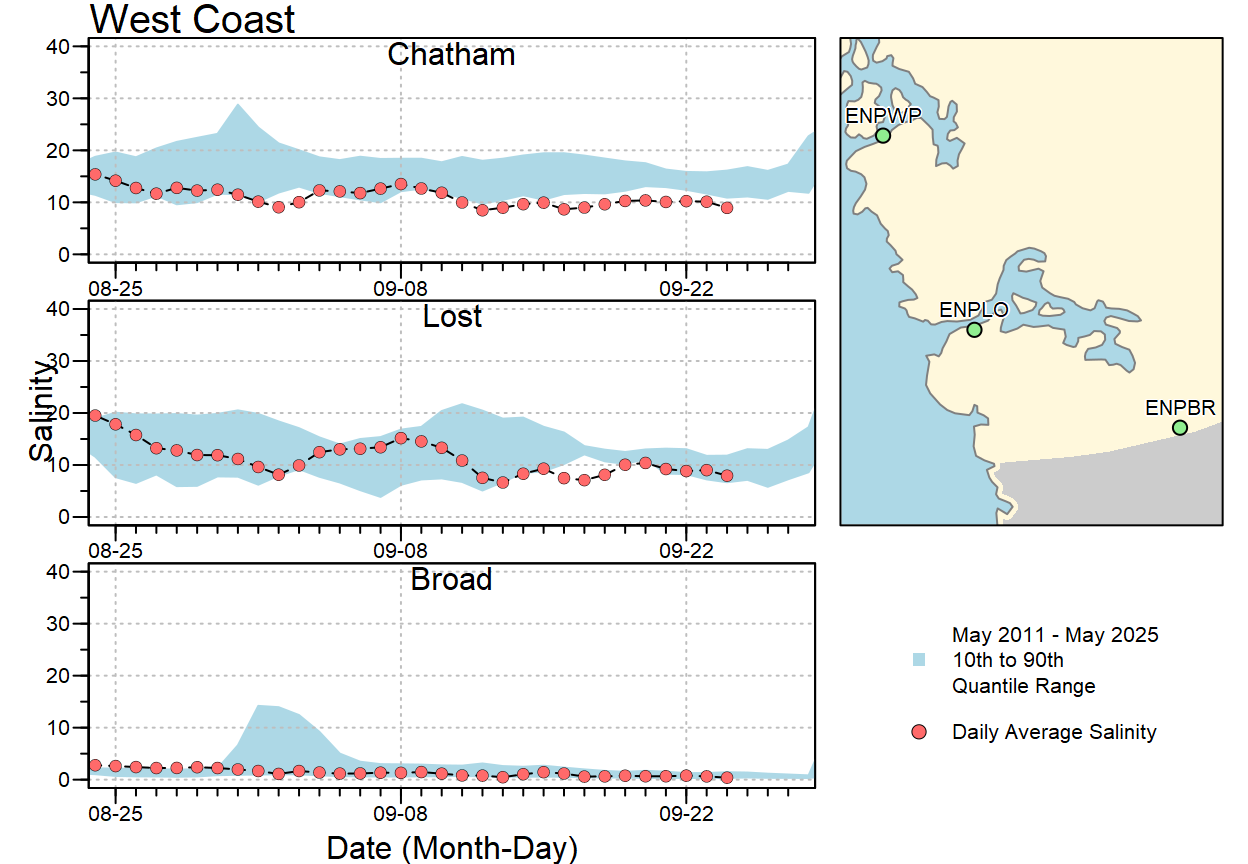 West Coast
Chatham
40
30
20
10
0
08-25
09-08
09-22
Lost
40
30
20
10
0
08-25
09-08
09-22
Broad
40
30
20
10
0
08-25
09-08
09-22
Salinity
Date (Month-Day)
ENPWP
ENPLO
ENPBR
May 2011 - May 2025
10th to 90th
Quantile Range
Daily Average Salinity